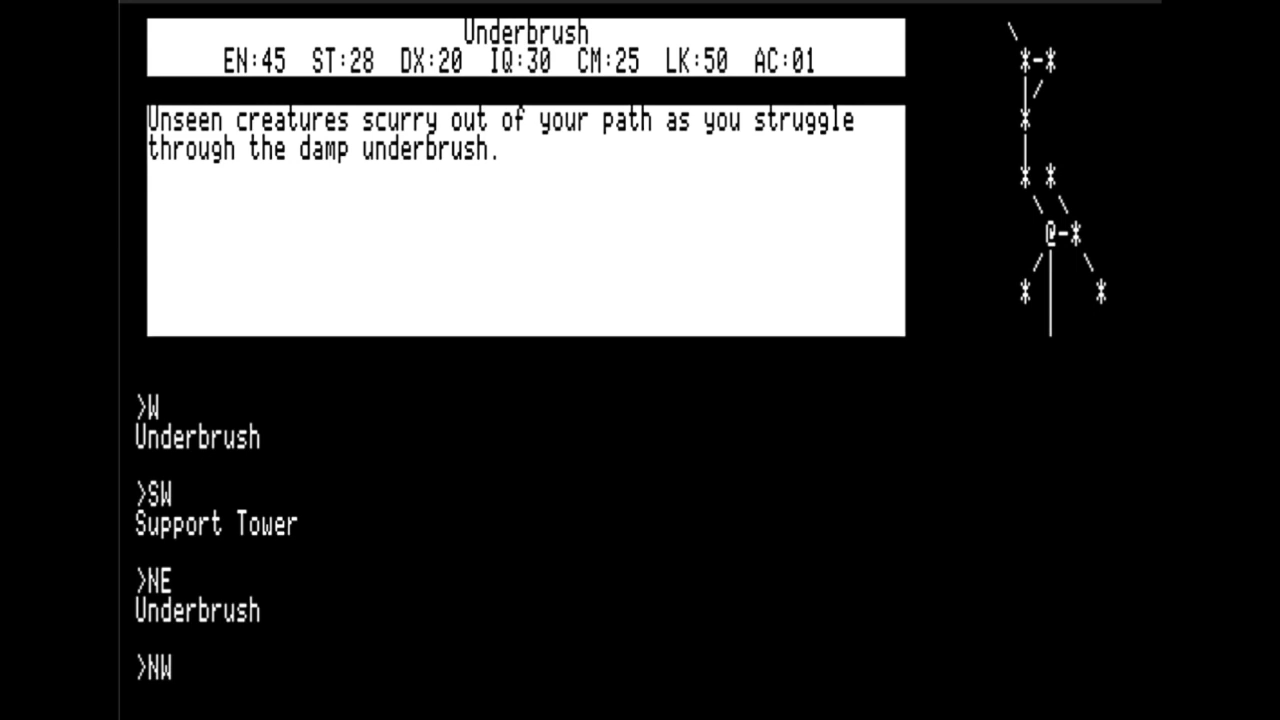 Underbrush
EN:45 ST:28 DX:20 IQ:30 CM:25 LK:50 AC:01
Unseen creatures scurry out of your path as you struggle
through the damp underbrush.
>W
Underbrush
>SW
Support Tower
>NE
Underbrush
>NW